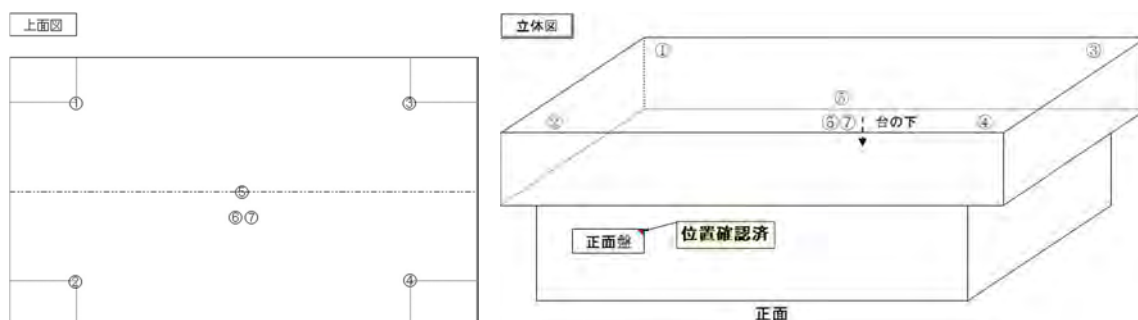 上面図
①
③
⑤
⑥⑦
②
④
立体図
①
③
⑤
②
⑥⑦
台の下
④
正面盤
位置確認済
正面